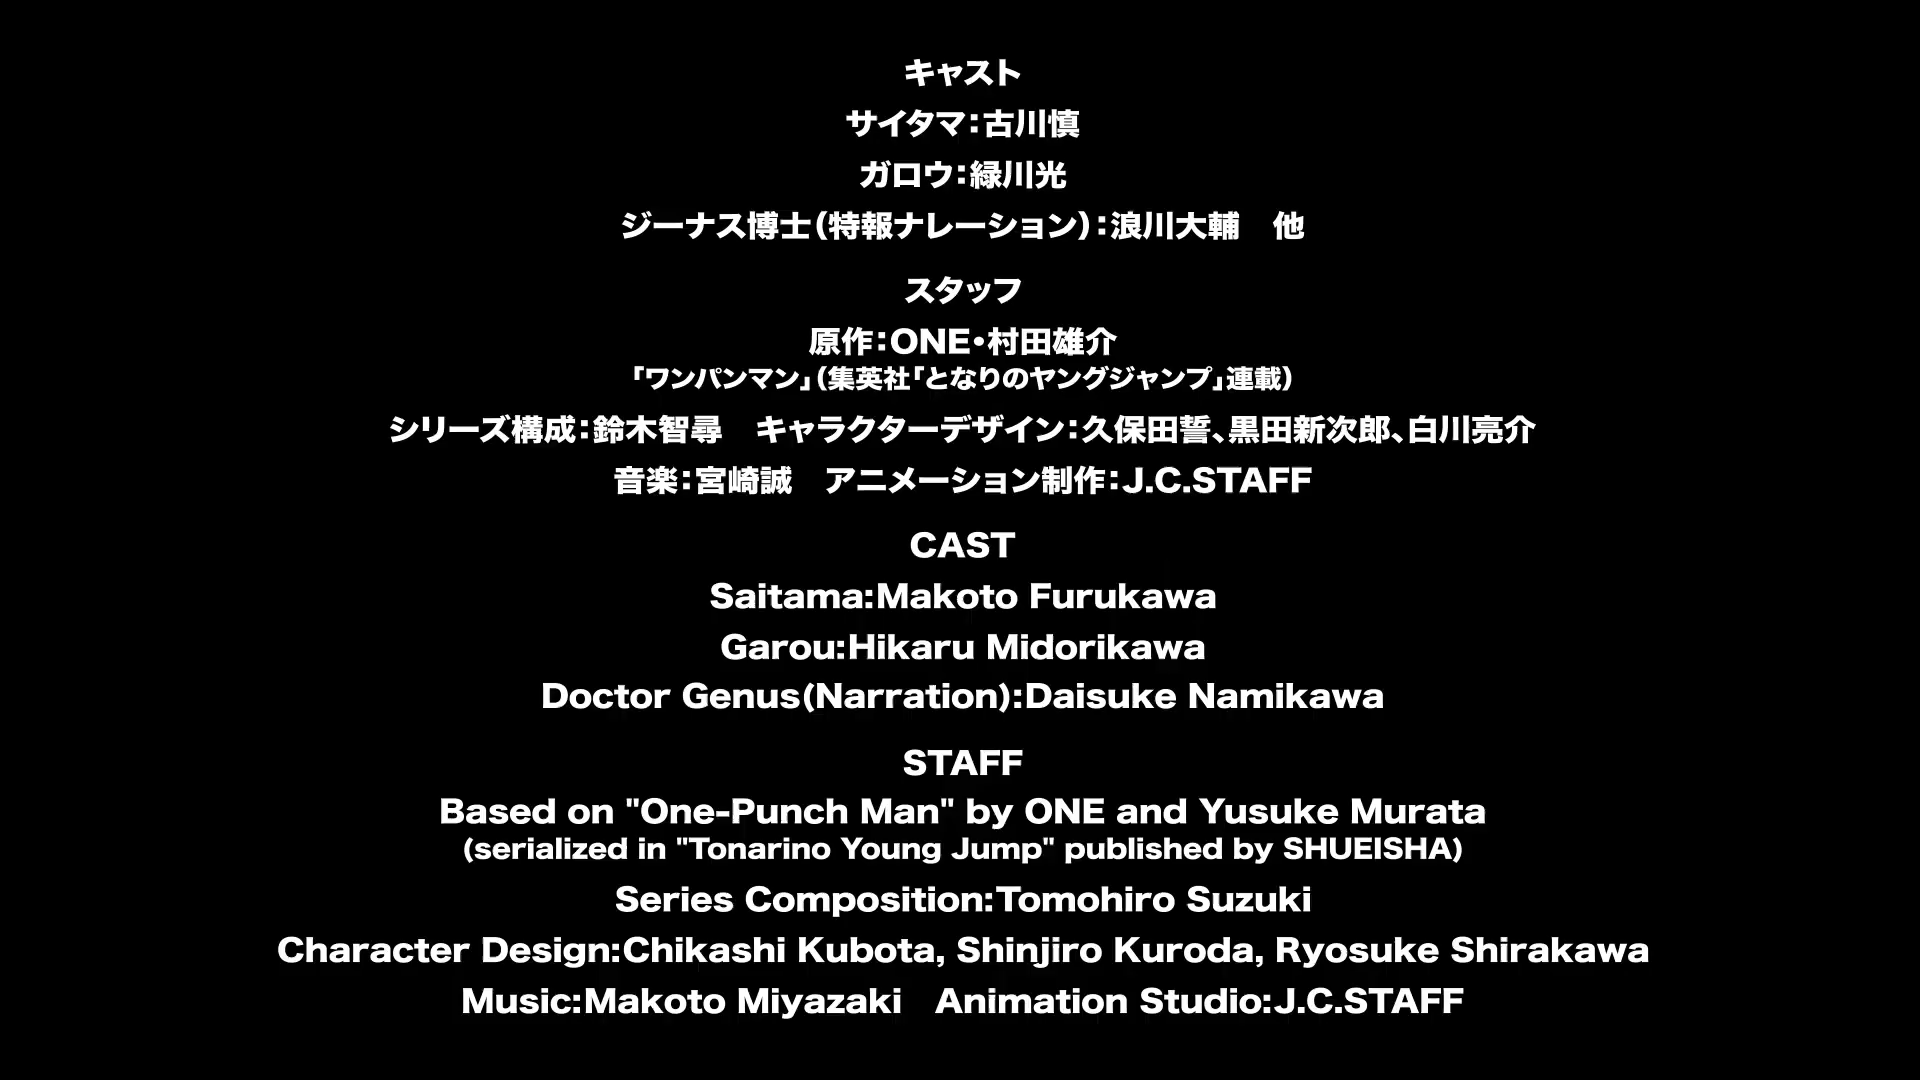 キャスト
サイタマ：古川慎
ガロウ：緑川光
ジーナス博士（特報ナレーション）：浪川大輔　他
スタッフ
原作：ONE・村田雄介
「ワンパンマン」（集英社「となりのヤングジャンプ」連載）
シリーズ構成：鈴木智尋　キャラクターデザイン：久保田誓、黒田新次郎、白川亮介
音楽：宮崎誠　アニメーション制作：J.C.STAFF
CAST
Saitama:Makoto Furukawa
Garou:Hikaru Midorikawa
Doctor Genus(Narration):Daisuke Namikawa
STAFF
Based on "One-Punch Man" by ONE and Yusuke Murata
(serialized in "Tonarino Young Jump" published by SHUEISHA)
Series Composition:Tomohiro Suzuki
Character Design:Chikashi Kubota, Shinjiro Kuroda, Ryosuke Shirakawa
Music:Makoto Miyazaki　Animation Studio:J.C.STAFF